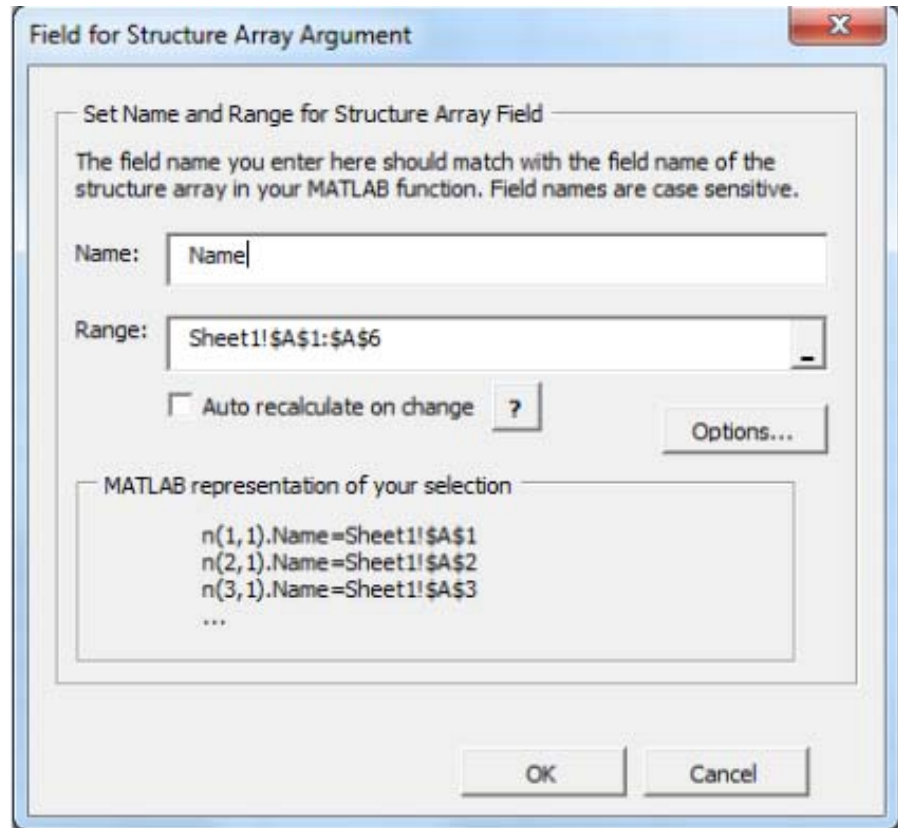 Field for Structure Array Argument
X
Set Name and Range for Structure Array Field
The field name you enter here should match with the field name of the
structure array in your MATLAB function. Field names are case sensitive.
Name: Name
Range: Sheet1!$A$1:$A$6 _
Auto recalculate on change ?
Options...
MATLAB representation of your selection
n(1,1).Name=Sheet1!$A$1
n(2,1).Name=Sheet1!$A$2
n(3,1).Name=Sheet1!$A$3
...
OK Cancel